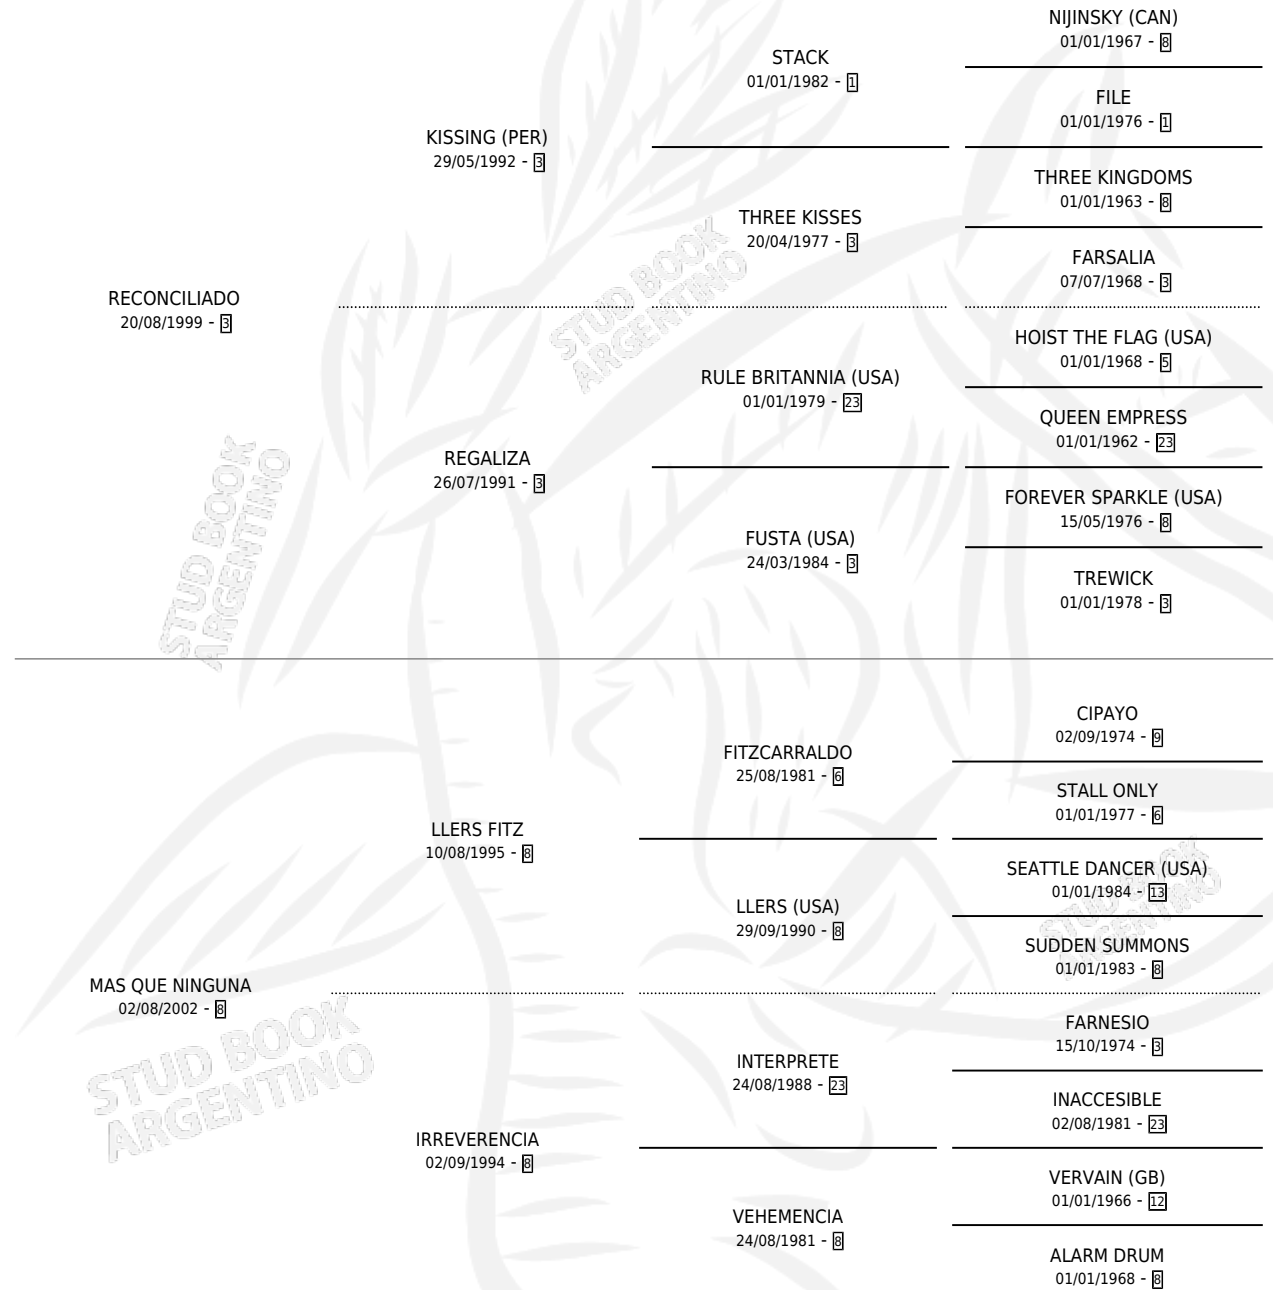 NIJINSKY (CAN)
01/01/1967 - 8
STACK
01/01/1982 - 1
FILE
01/01/1976 - 1
KISSING (PER)
29/05/1992 - 3
THREE KINGDOMS
01/01/1963 - 8
THREE KISSES
20/04/1977 - 3
FARSALIA
07/07/1968 - 3
RECONCILIADO
20/08/1999 - 3
HOIST THE FLAG (USA)
01/01/1968 - 5
RULE BRITANNIA (USA)
01/01/1979 - 23
QUEEN EMPRESS
01/01/1962 - 23
REGALIZA
26/07/1991 - 3
FOREVER SPARKLE (USA)
15/05/1976 - 8
FUSTA (USA)
24/03/1984 - 3
TREWICK
01/01/1978 - 3
STUD BOOK
ARGENTINO
STUD BOOK
ARGENTINO
CIPAYO
02/09/1974 - 9
FITZCARRALDO
25/08/1981 - 6
STALL ONLY
01/01/1977 - 6
LLERS FITZ
10/08/1995 - 8
SEATTLE DANCER (USA)
01/01/1984 - 13
LLERS (USA)
29/09/1990 - 8
SUDDEN SUMMONS
01/01/1983 - 8
MAS QUE NINGUNA
02/08/2002 - 8
FARNESIO
15/10/1974 - 3
INTERPRETE
24/08/1988 - 23
INACCESIBLE
02/08/1981 - 23
IRREVERENCIA
02/09/1994 - 8
VERVAIN (GB)
01/01/1966 - 12
VEHEMENCIA
24/08/1981 - 8
ALARM DRUM
01/01/1968 - 8
STUD BOOK
ARGENTINO
STUD BOOK
ARGENTINO